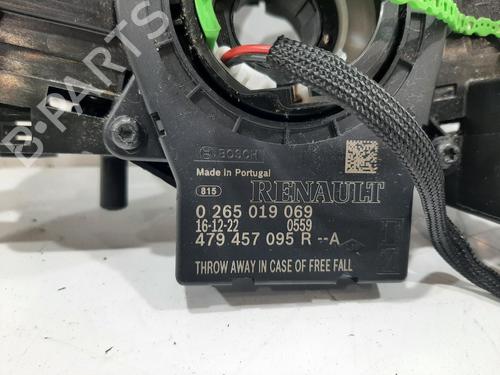 B-PARTS
BOSCH
Made in Portugal
815 RENAULT
0 265 019 069
16-12-22 0559
479 457 095 R --A
THROW AWAY IN CASE OF FREE FALL